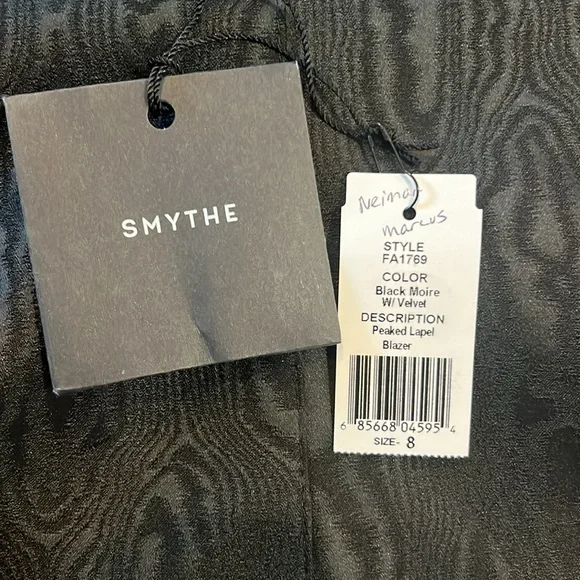 SMYTHE
Neiman
marcus
STYLE
FA1769
COLOR
Black Moire
W/ Velvet
DESCRIPTION
Peaked Lapel
Blazer
6 85668 04595 4
SIZE- 8